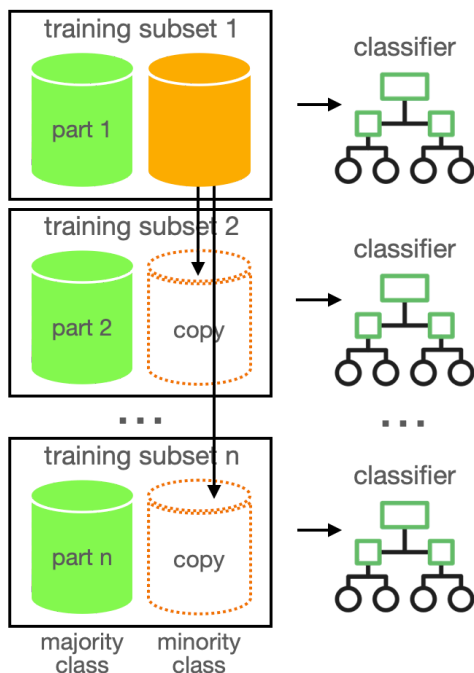 training subset 1
classifier
part 1
training subset 2
classifier
part 2
copy
...
...
training subset n
classifier
part n
copy
majority
class
minority
class